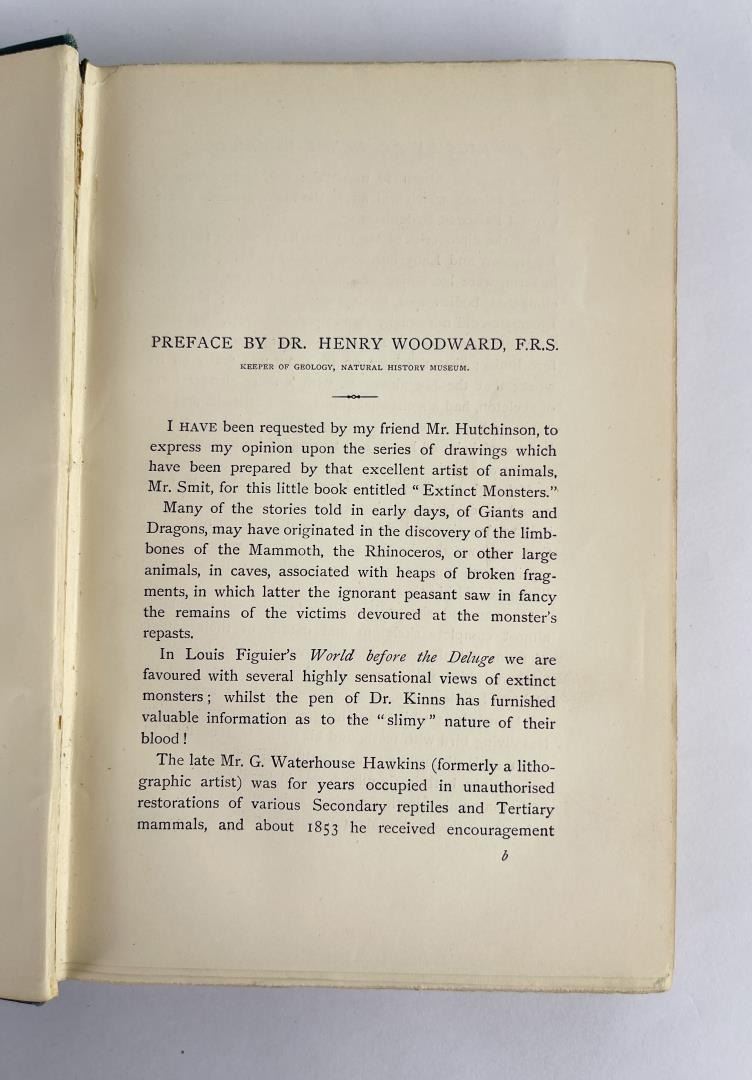 PREFACE BY DR. HENRY WOODWARD, F.R.S.
KEEPER OF GEOLOGY, NATURAL HISTORY MUSEUM.
I HAVE been requested by my friend Mr. Hutchinson, to
express my opinion upon the series of drawings which
have been prepared by that excellent artist of animals,
Mr. Smit, for this little book entitled “Extinct Monsters.”
Many of the stories told in early days, of Giants and
Dragons, may have originated in the discovery of the limb-
bones of the Mammoth, the Rhinoceros, or other large
animals, in caves, associated with heaps of broken frag-
ments, in which latter the ignorant peasant saw in fancy
the remains of the victims devoured at the monster's
repasts.
In Louis Figuier's World before the Deluge we are
favoured with several highly sensational views of extinct
monsters; whilst the pen of Dr. Kinns has furnished
valuable information as to the “slimy” nature of their
blood!
The late Mr. G. Waterhouse Hawkins (formerly a litho-
graphic artist) was for years occupied in unauthorised
restorations of various Secondary reptiles and Tertiary
mammals, and about 1853 he received encouragement
b